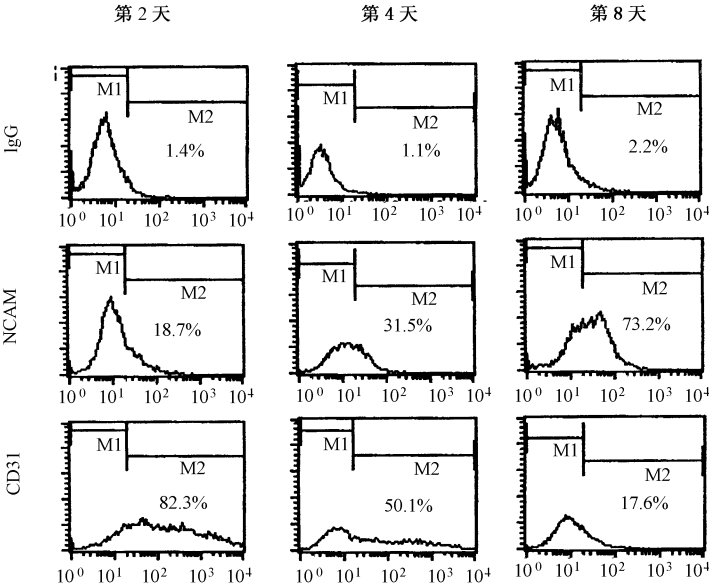 第2天 第4天 第8天
IgG
M1 M2 1.4%
10⁰ 10¹ 10² 10³ 10⁴
M1 M2 1.1%
10⁰ 10¹ 10² 10³ 10⁴
M1 M2 2.2%
10⁰ 10¹ 10² 10³ 10⁴
NCAM
M1 M2 18.7%
10⁰ 10¹ 10² 10³ 10⁴
M1 M2 31.5%
10⁰ 10¹ 10² 10³ 10⁴
M1 M2 73.2%
10⁰ 10¹ 10² 10³ 10⁴
CD31
M1 M2 82.3%
10⁰ 10¹ 10² 10³ 10⁴
M1 M2 50.1%
10⁰ 10¹ 10² 10³ 10⁴
M1 M2 17.6%
10⁰ 10¹ 10² 10³ 10⁴